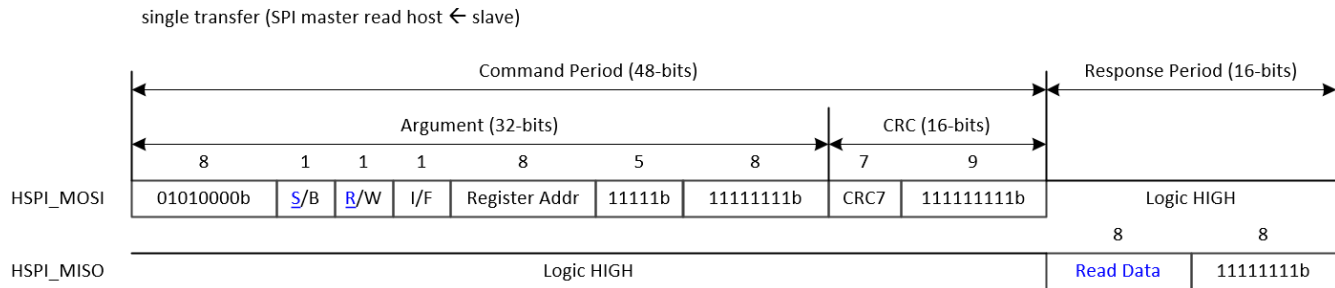 single transfer (SPI master read host ← slave)
Command Period (48-bits) Response Period (16-bits)
Argument (32-bits) CRC (16-bits)
8 1 1 1 8 5 8 7 9
HSPI_MOSI 01010000b S/B R/W I/F Register Addr 11111b 11111111b CRC7 111111111b Logic HIGH
8 8
HSPI_MISO Logic HIGH Read Data 11111111b